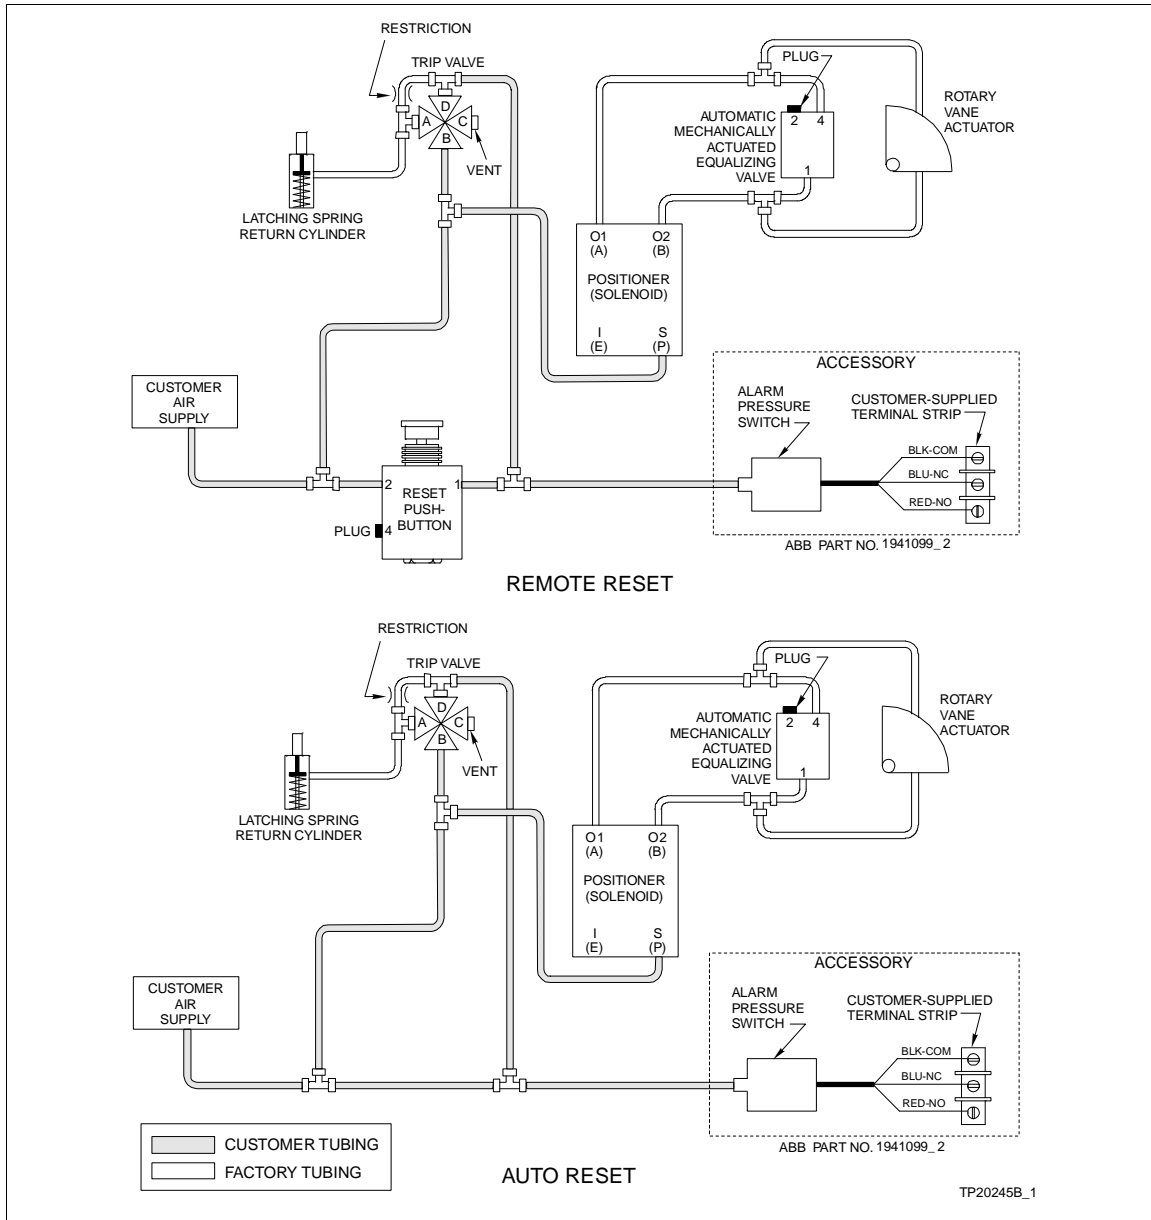 RESTRICTION
TRIP VALVE
D
A
C
B
VENT
LATCHING SPRING
RETURN CYLINDER
PLUG
2
4
1
AUTOMATIC
MECHANICALLY
ACTUATED
EQUALIZING
VALVE
ROTARY
VANE
ACTUATOR
O1
(A)
O2
(B)
POSITIONER
(SOLENOID)
I
(E)
S
(P)
CUSTOMER
AIR
SUPPLY
2
1
RESET
PUSH-
BUTTON
PLUG
4
ACCESSORY
ALARM
PRESSURE
SWITCH
CUSTOMER-SUPPLIED
TERMINAL STRIP
BLK-COM
BLU-NC
RED-NO
ABB PART NO. 1941099_2
REMOTE RESET
RESTRICTION
TRIP VALVE
D
A
C
B
VENT
LATCHING SPRING
RETURN CYLINDER
PLUG
2
4
1
AUTOMATIC
MECHANICALLY
ACTUATED
EQUALIZING
VALVE
ROTARY
VANE
ACTUATOR
O1
(A)
O2
(B)
POSITIONER
(SOLENOID)
I
(E)
S
(P)
CUSTOMER
AIR
SUPPLY
ACCESSORY
ALARM
PRESSURE
SWITCH
CUSTOMER-SUPPLIED
TERMINAL STRIP
BLK-COM
BLU-NC
RED-NO
ABB PART NO. 1941099_2
CUSTOMER TUBING
FACTORY TUBING
AUTO RESET
TP20245B_1